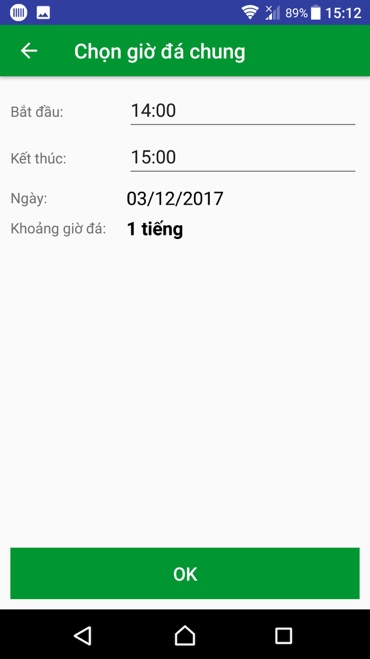 89% 15:12
Chọn giờ đá chung
Bắt đầu: 14:00
Kết thúc: 15:00
Ngày: 03/12/2017
Khoảng giờ đá: 1 tiếng
OK